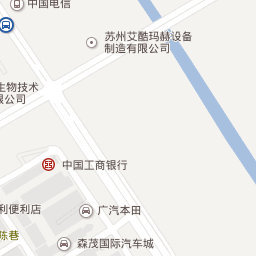 中国电信
苏州艾酷玛赫设备
制造有限公司
生物技术
限公司
中国工商银行
利便利店
广汽本田
陈巷
森茂国际汽车城